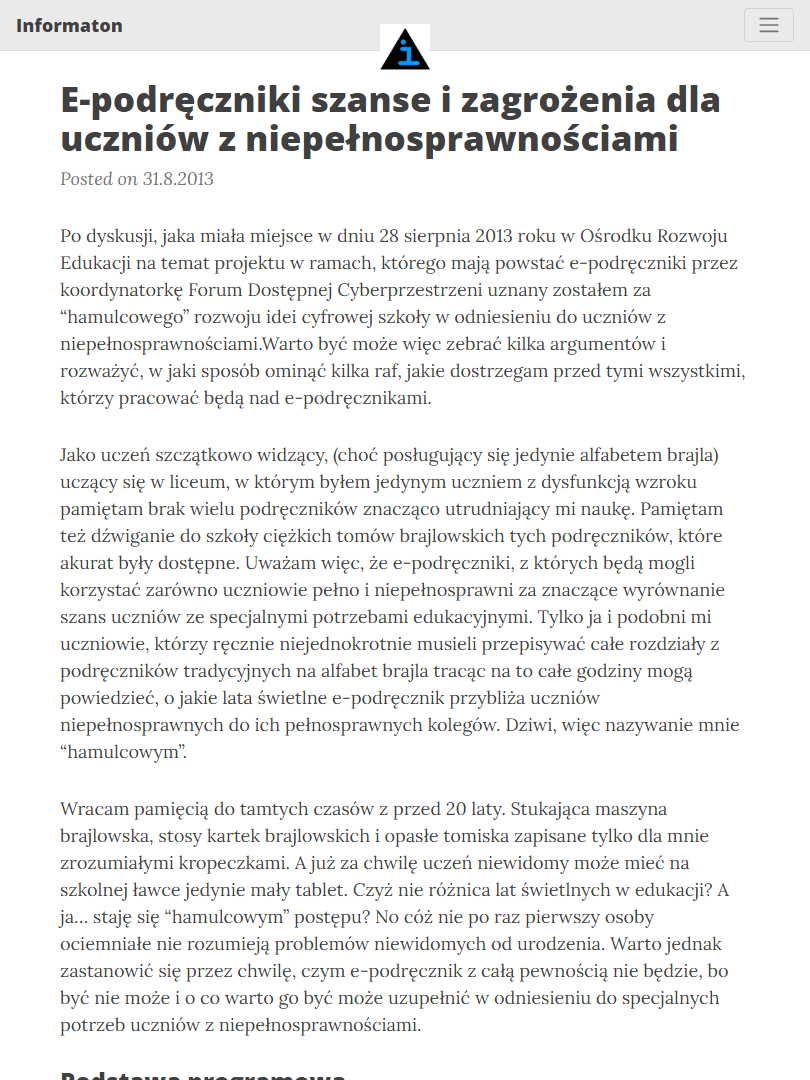 Informaton
i
E-podręczniki szanse i zagrożenia dla
uczniów z niepełnosprawnościami
Posted on 31.8.2013
Po dyskusji, jaka miała miejsce w dniu 28 sierpnia 2013 roku w Ośrodku Rozwoju
Edukacji na temat projektu w ramach, którego mają powstać e-podręczniki przez
koordynatorkę Forum Dostępnej Cyberprzestrzeni uznany zostałem za
“hamulcowego” rozwoju idei cyfrowej szkoły w odniesieniu do uczniów z
niepełnosprawnościami.Warto być może więc zebrać kilka argumentów i
rozważyć, w jaki sposób ominąć kilka raf, jakie dostrzegam przed tymi wszystkimi,
którzy pracować będą nad e-podręcznikami.
Jako uczeń szczątkowo widzący, (choć posługujący się jedynie alfabetem brajla)
uczący się w liceum, w którym byłem jedynym uczniem z dysfunkcją wzroku
pamiętam brak wielu podręczników znacząco utrudniający mi naukę. Pamiętam
też dźwiganie do szkoły ciężkich tomów brajlowskich tych podręczników, które
akurat były dostępne. Uważam więc, że e-podręczniki, z których będą mogli
korzystać zarówno uczniowie pełno i niepełnosprawni za znaczące wyrównanie
szans uczniów ze specjalnymi potrzebami edukacyjnymi. Tylko ja i podobni mi
uczniowie, którzy ręcznie niejednokrotnie musieli przepisywać całe rozdziały z
podręczników tradycyjnych na alfabet brajla tracąc na to całe godziny mogą
powiedzieć, o jakie lata świetlne e-podręcznik przybliża uczniów
niepełnosprawnych do ich pełnosprawnych kolegów. Dziwi, więc nazywanie mnie
“hamulcowym”.
Wracam pamięcią do tamtych czasów z przed 20 laty. Stukająca maszyna
brajlowska, stosy kartek brajlowskich i opasłe tomiska zapisane tylko dla mnie
zrozumiałymi kropeczkami. A już za chwilę uczeń niewidomy może mieć na
szkolnej ławce jedynie mały tablet. Czyż nie różnica lat świetlnych w edukacji? A
ja… staję się “hamulcowym” postępu? No cóż nie po raz pierwszy osoby
ociemniałe nie rozumieją problemów niewidomych od urodzenia. Warto jednak
zastanowić się przez chwilę, czym e-podręcznik z całą pewnością nie będzie, bo
być nie może i o co warto go być może uzupełnić w odniesieniu do specjalnych
potrzeb uczniów z niepełnosprawnościami.
Podstawa programowa